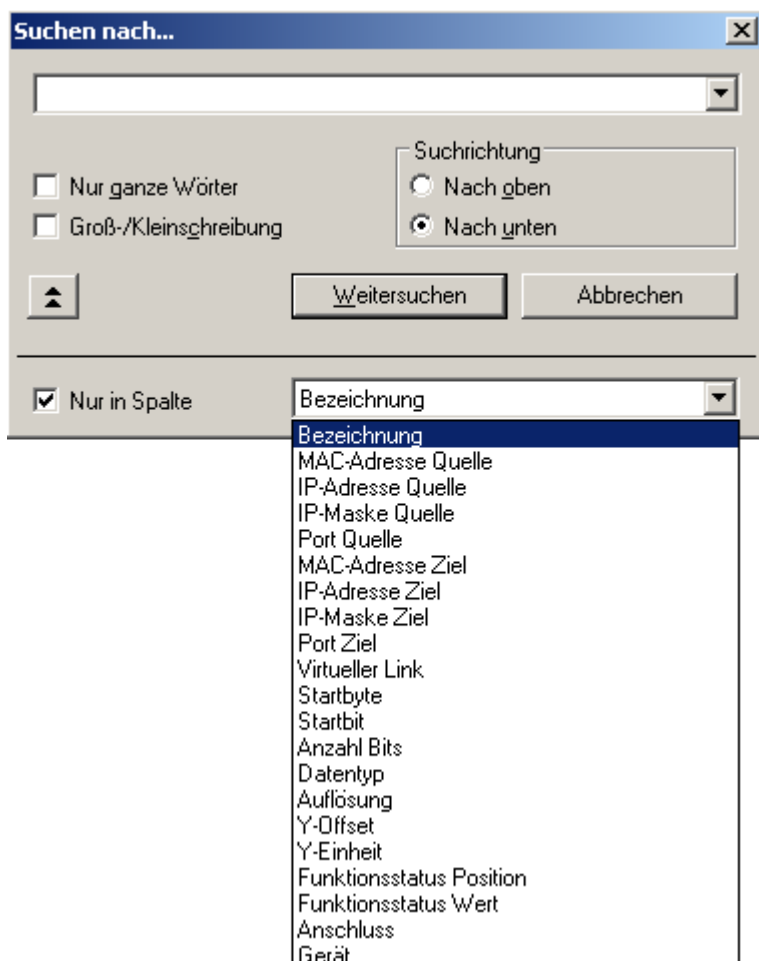 Suchen nach...
Suchrichtung
Nur ganze Wörter
Nach oben
Groß-/Kleinschreibung
Nach unten
Weitersuchen
Abbrechen
Nur in Spalte
Bezeichnung
Bezeichnung
MAC-Adresse Quelle
IP-Adresse Quelle
IP-Maske Quelle
Port Quelle
MAC-Adresse Ziel
IP-Adresse Ziel
IP-Maske Ziel
Port Ziel
Virtueller Link
Startbyte
Startbit
Anzahl Bits
Datentyp
Auflösung
Y-Offset
Y-Einheit
Funktionsstatus Position
Funktionsstatus Wert
Anschluss
Gerät